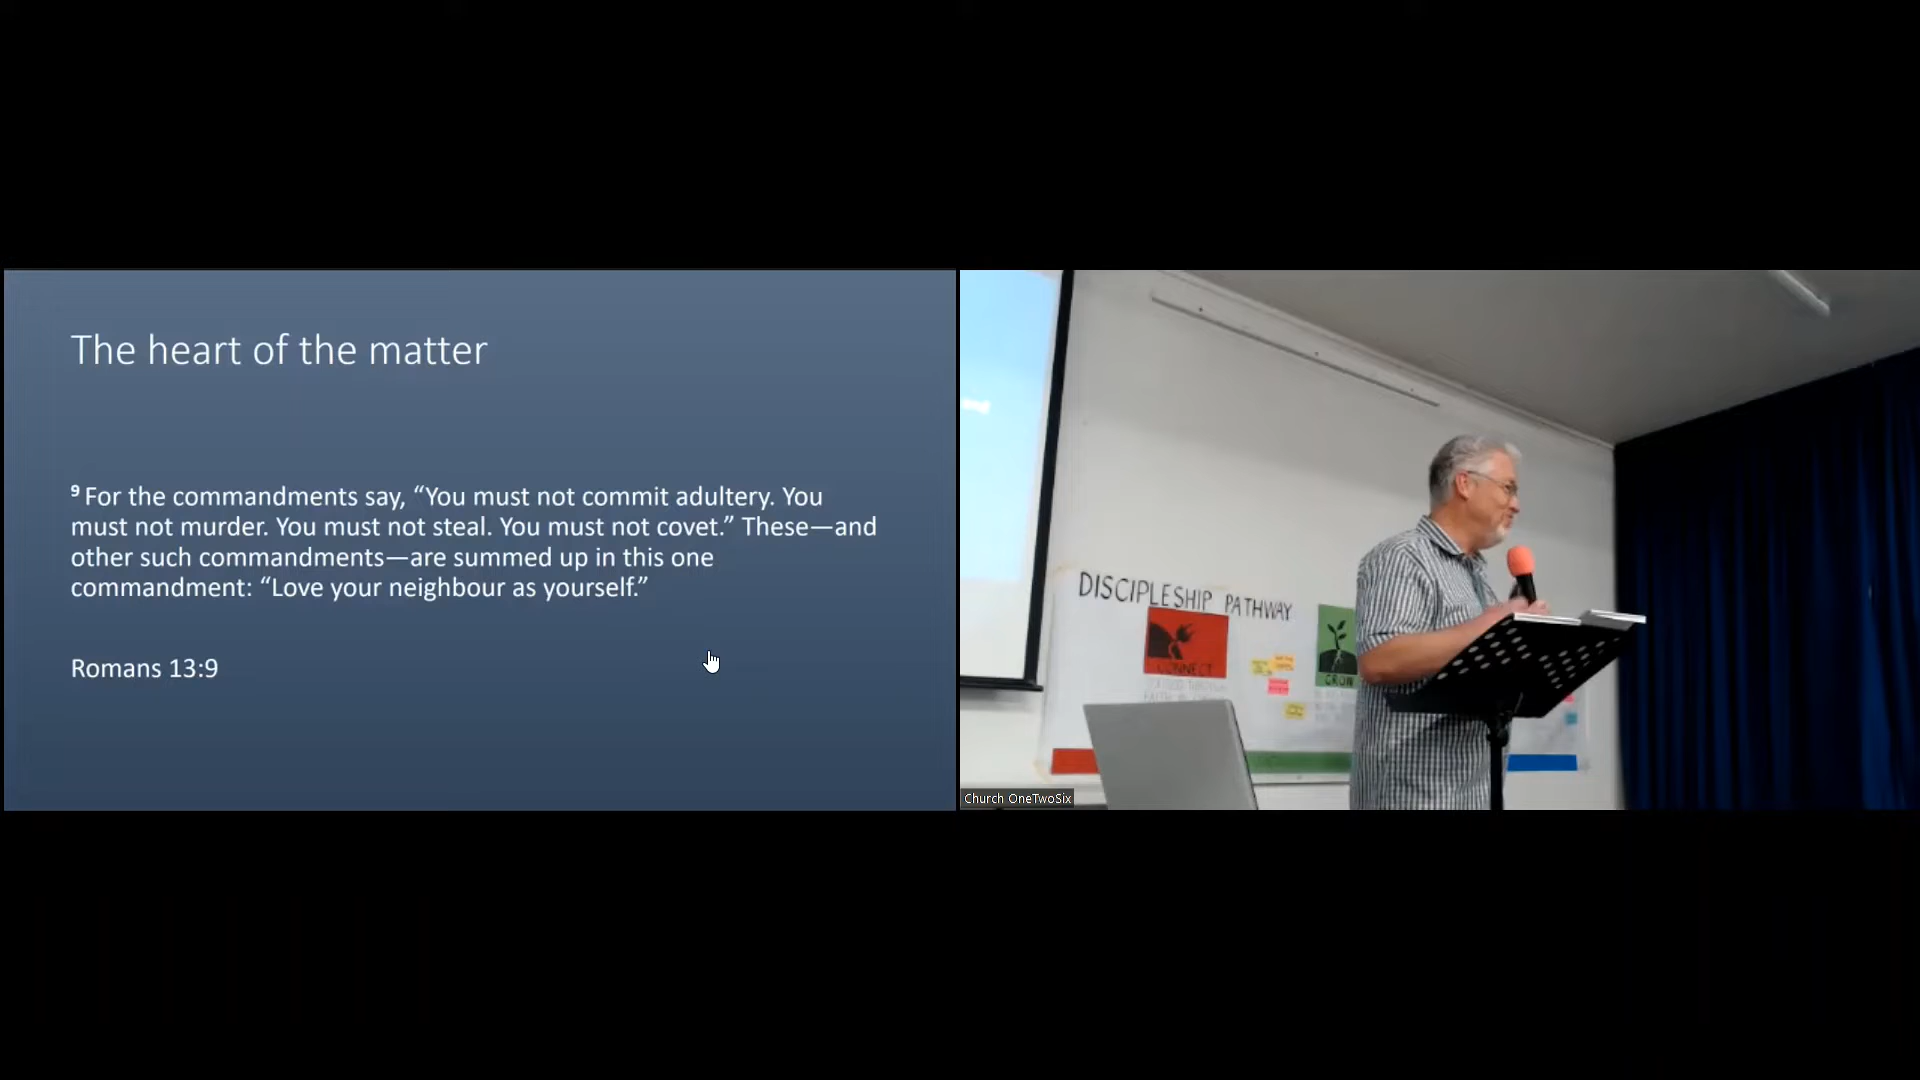 The heart of the matter
9 For the commandments say, “You must not commit adultery. You
must not murder. You must not steal. You must not covet.” These—and
other such commandments—are summed up in this one
commandment: “Love your neighbour as yourself.”
Romans 13:9
DISCIPLESHIP PATHWAY
CONNECT
GROW
Church OneTwoSix